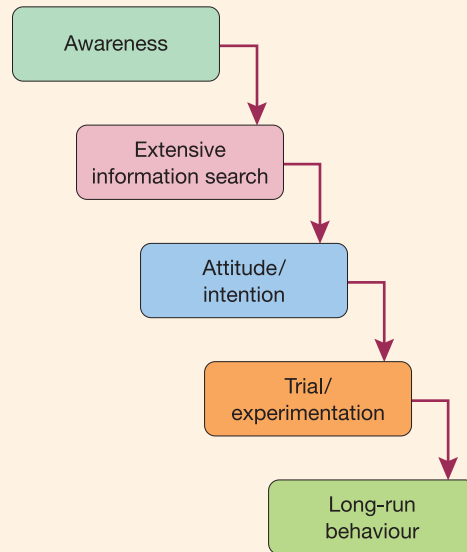 Awareness
Extensive
information search
Attitude/
intention
Trial/
experimentation
Long-run
behaviour